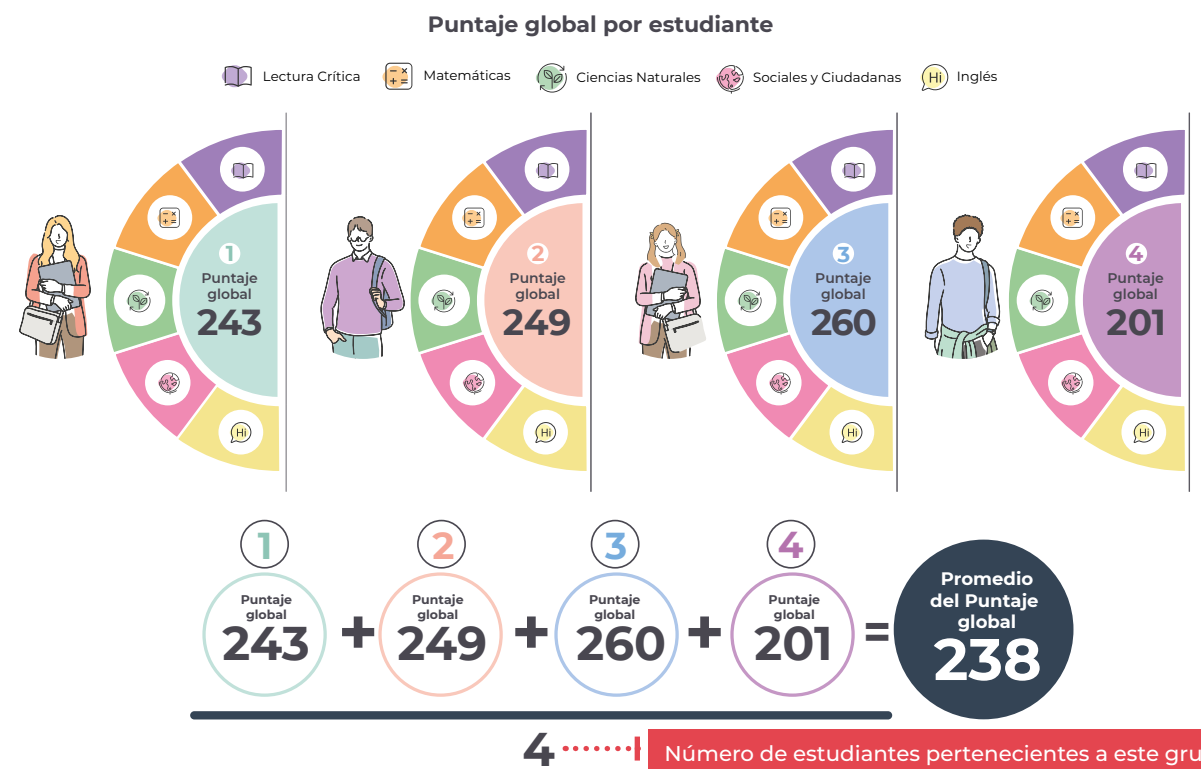 Puntaje global por estudiante
Lectura Crítica Matemáticas Ciencias Naturales Sociales y Ciudadanas Hi Inglés
1
Puntaje
global
243
Hi
2
Puntaje
global
249
Hi
3
Puntaje
global
260
Hi
4
Puntaje
global
201
Hi
1 2 3 4
Puntaje
global
243
+
Puntaje
global
249
+
Puntaje
global
260
+
Puntaje
global
201
=
Promedio
del Puntaje
global
238
4
Número de estudiantes pertenecientes a este gru